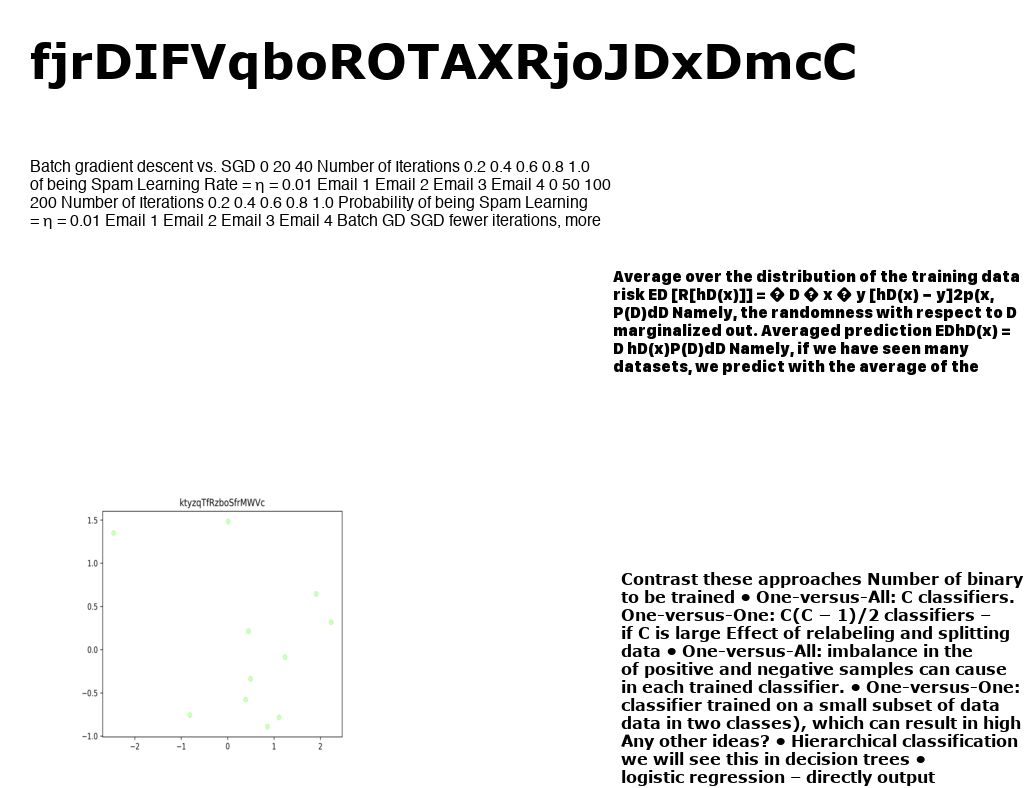 fjrDIFVqboROTAXRjoJDxDmcC
Batch gradient descent vs. SGD 0 20 40 Number of Iterations 0.2 0.4 0.6 0.8 1.0
of being Spam Learning Rate = η = 0.01 Email 1 Email 2 Email 3 Email 4 0 50 100
200 Number of Iterations 0.2 0.4 0.6 0.8 1.0 Probability of being Spam Learning
= η = 0.01 Email 1 Email 2 Email 3 Email 4 Batch GD SGD fewer iterations, more
Average over the distribution of the training data
risk ED [R[hD(x)]] = � D � x � y [hD(x) − y]2p(x,
P(D)dD Namely, the randomness with respect to D
marginalized out. Averaged prediction EDhD(x) =
D hD(x)P(D)dD Namely, if we have seen many
datasets, we predict with the average of the
ktyzqTfRzboSfrMWVc
1.5
1.0
0.5
0.0
−0.5
−1.0
−2 −1 0 1 2
Contrast these approaches Number of binary
to be trained • One-versus-All: C classifiers.
One-versus-One: C(C − 1)/2 classifiers –
if C is large Effect of relabeling and splitting
data • One-versus-All: imbalance in the
of positive and negative samples can cause
in each trained classifier. • One-versus-One:
classifier trained on a small subset of data
data in two classes), which can result in high
Any other ideas? • Hierarchical classification
we will see this in decision trees •
logistic regression – directly output